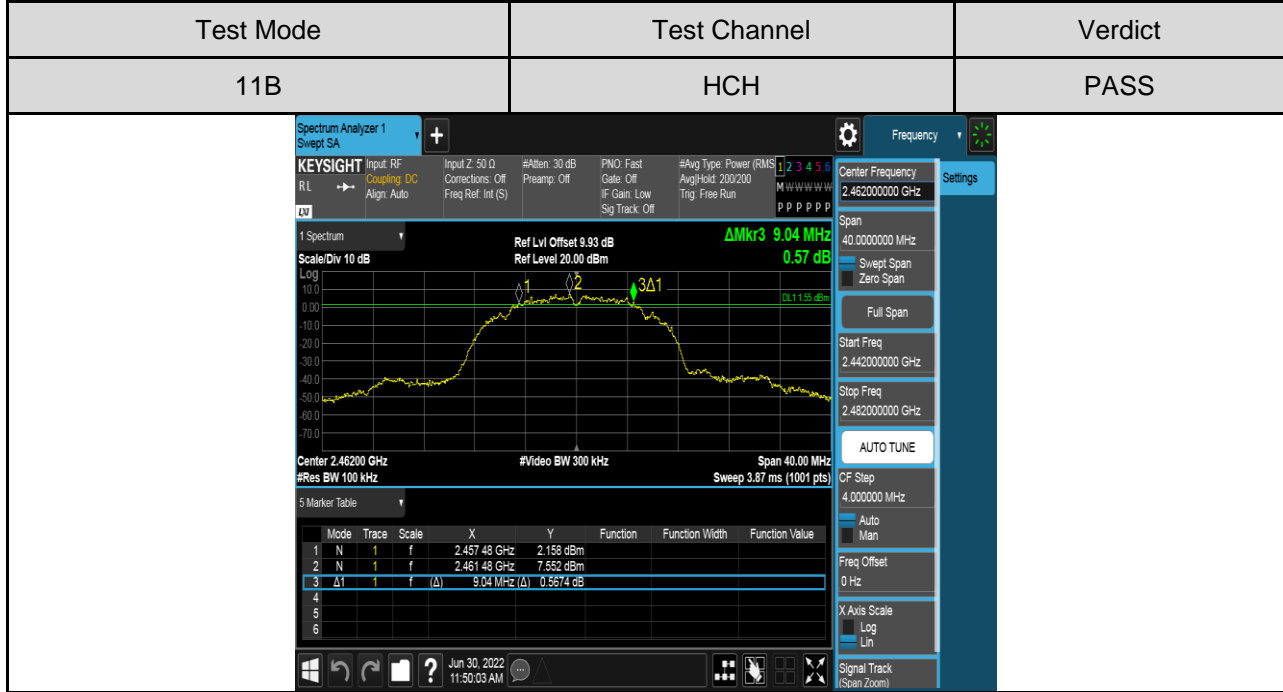 Test Mode Test Channel Verdict
11B HCH PASS
Spectrum Analyzer 1
Swept SA
+
Frequency
KEYSIGHT Input: RF Input Z: 50 Ω #Atten: 30 dB PNO: Fast #Avg Type: Power (RMS 1 2 3 4 5 6
RL Coupling: DC Corrections: Off Preamp: Off Gate: Off Avg|Hold: 200/200 M W W W W W
Align: Auto Freq Ref: Int (S) IF Gain: Low Trig: Free Run
LXI Sig Track: Off P P P P P P
1 Spectrum Ref Lvl Offset 9.93 dB ΔMkr3 9.04 MHz
Scale/Div 10 dB Ref Level 20.00 dBm 0.57 dB
Log
10.0
0.00
-10.0
-20.0
-30.0
-40.0
-50.0
-60.0
-70.0
1 2 3Δ1
DL1 1.55 dBm
Center 2.46200 GHz #Video BW 300 kHz Span 40.00 MHz
#Res BW 100 kHz Sweep 3.87 ms (1001 pts)
5 Marker Table
Mode Trace Scale X Y Function Function Width Function Value
1 N 1 f 2.457 48 GHz 2.158 dBm
2 N 1 f 2.461 48 GHz 7.552 dBm
3 Δ1 1 f (Δ) 9.04 MHz (Δ) 0.5674 dB
4
5
6
? Jun 30, 2022
11:50:03 AM
Center Frequency
2.462000000 GHz
Settings
Span
40.0000000 MHz
Swept Span
Zero Span
Full Span
Start Freq
2.442000000 GHz
Stop Freq
2.482000000 GHz
AUTO TUNE
CF Step
4.000000 MHz
Auto
Man
Freq Offset
0 Hz
X Axis Scale
Log
Lin
Signal Track
(Span Zoom)